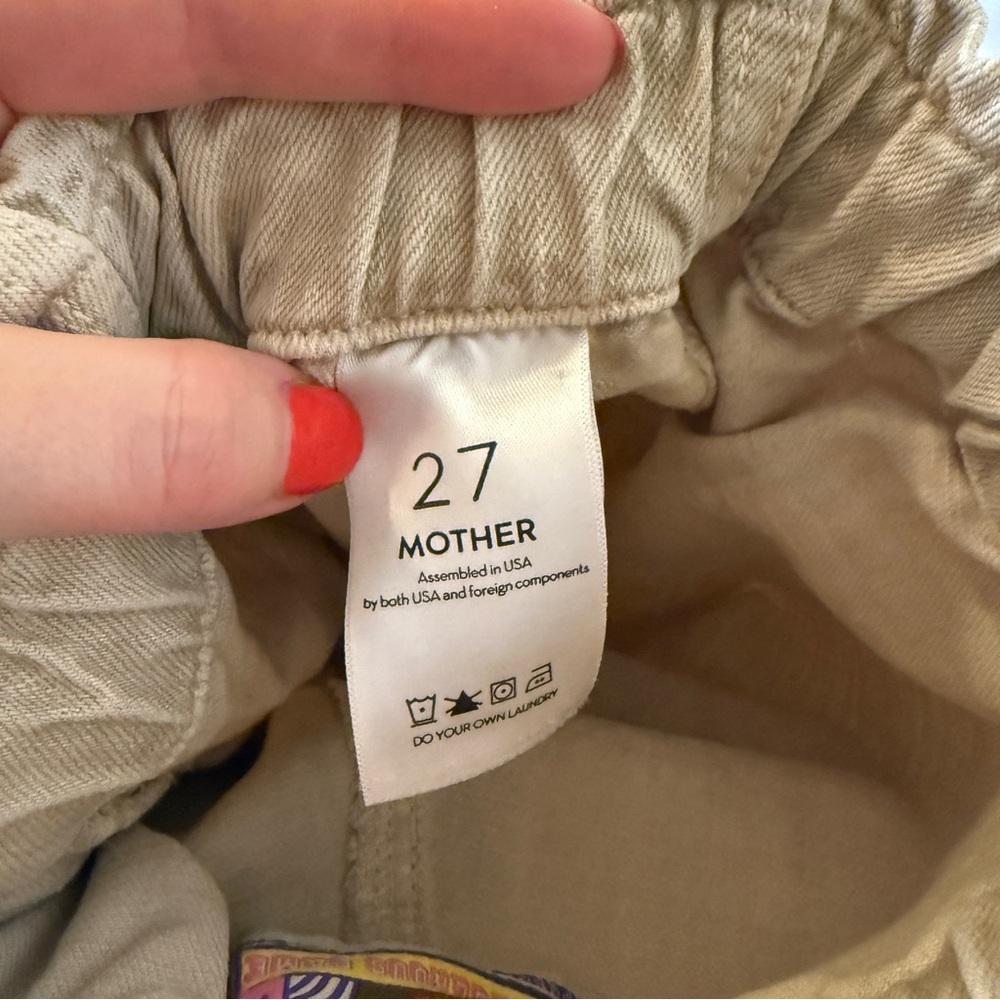 27
MOTHER
Assembled in USA
by both USA and foreign components
DO YOUR OWN LAUNDRY